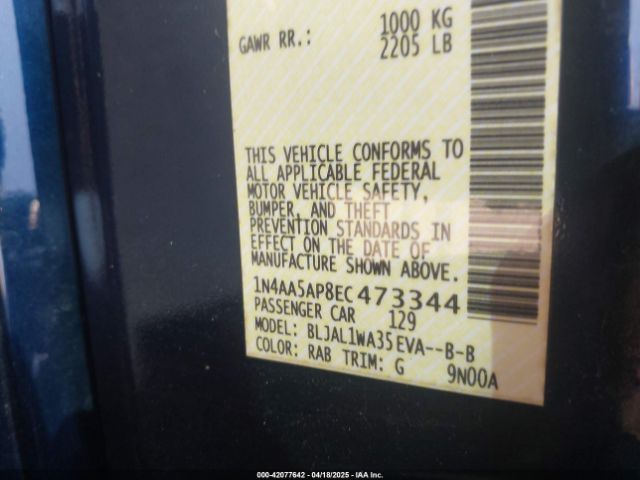 GAWR RR.: 1000 KG
2205 LB
THIS VEHICLE CONFORMS TO
ALL APPLICABLE FEDERAL
MOTOR VEHICLE SAFETY,
BUMPER, AND THEFT
PREVENTION STANDARDS IN
EFFECT ON THE DATE OF
MANUFACTURE SHOWN ABOVE.
1N4AA5AP8EC473344
PASSENGER CAR 129
MODEL: BLJAL1WA35EVA--B-B
COLOR: RAB TRIM: G 9N00A
000-42077642 - 04/18/2025 - IAA Inc.